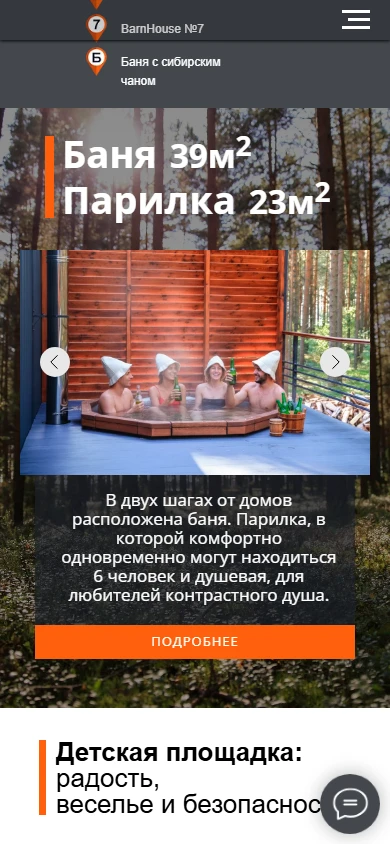 7
BarnHouse №7
Б
Баня с сибирским
чаном
Баня 39м2
Парилка 23м2
В двух шагах от домов
расположена баня. Парилка, в
которой комфортно
одновременно могут находиться
6 человек и душевая, для
любителей контрастного душа.
ПОДРОБНЕЕ
Детская площадка:
радость,
веселье и безопаснос